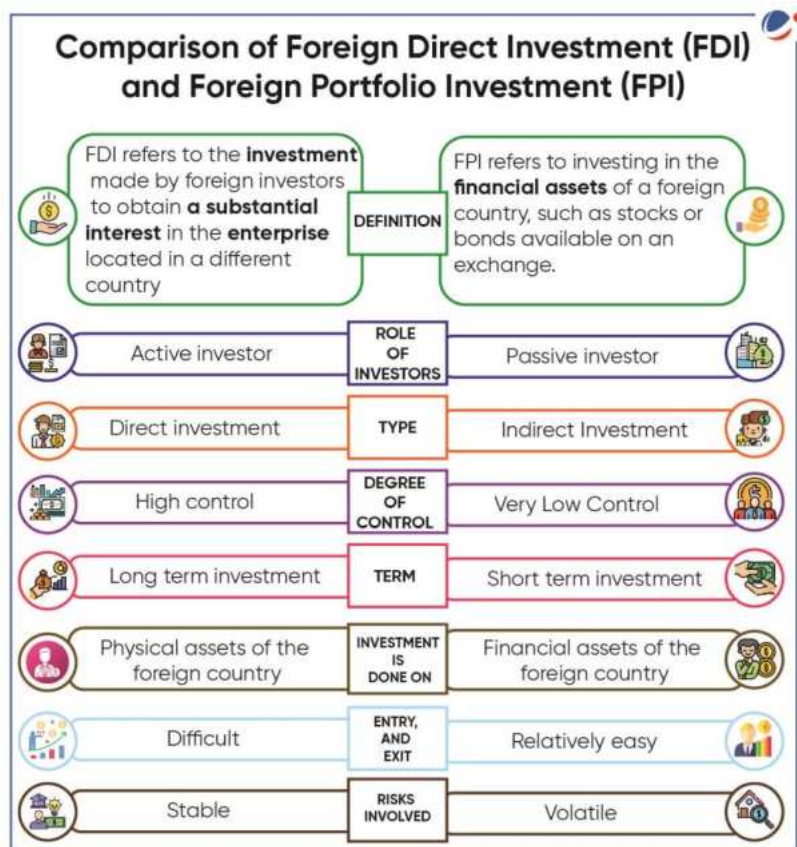 Comparison of Foreign Direct Investment (FDI)
and Foreign Portfolio Investment (FPI)
FDI refers to the investment
made by foreign investors
to obtain a substantial
interest in the enterprise
located in a different
country
DEFINITION
FPI refers to investing in the
financial assets of a foreign
country, such as stocks or
bonds available on an
exchange.
Active investor
ROLE
OF
INVESTORS
Passive investor
Direct investment
TYPE
Indirect Investment
High control
DEGREE
OF
CONTROL
Very Low Control
Long term investment
TERM
Short term investment
Physical assets of the
foreign country
INVESTMENT
IS
DONE ON
Financial assets of the
foreign country
Difficult
ENTRY,
AND
EXIT
Relatively easy
Stable
RISKS
INVOLVED
Volatile